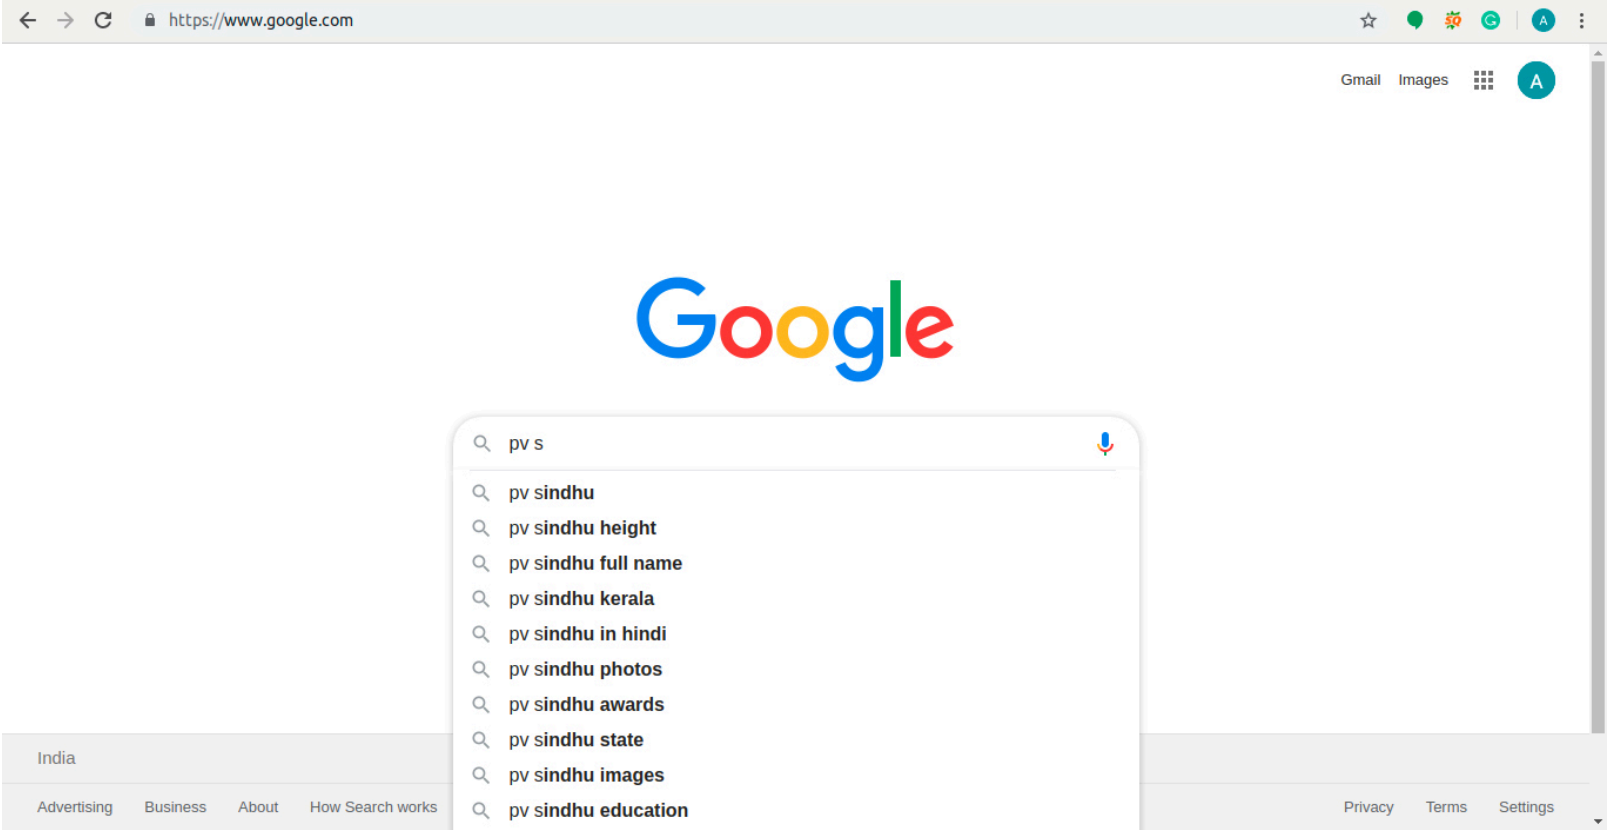 https://www.google.com
A
Gmail Images
A
Google
pv s
pv sindhu
pv sindhu height
pv sindhu full name
pv sindhu kerala
pv sindhu in hindi
pv sindhu photos
pv sindhu awards
pv sindhu state
pv sindhu images
pv sindhu education
India
Advertising Business About How Search works
Privacy Terms Settings